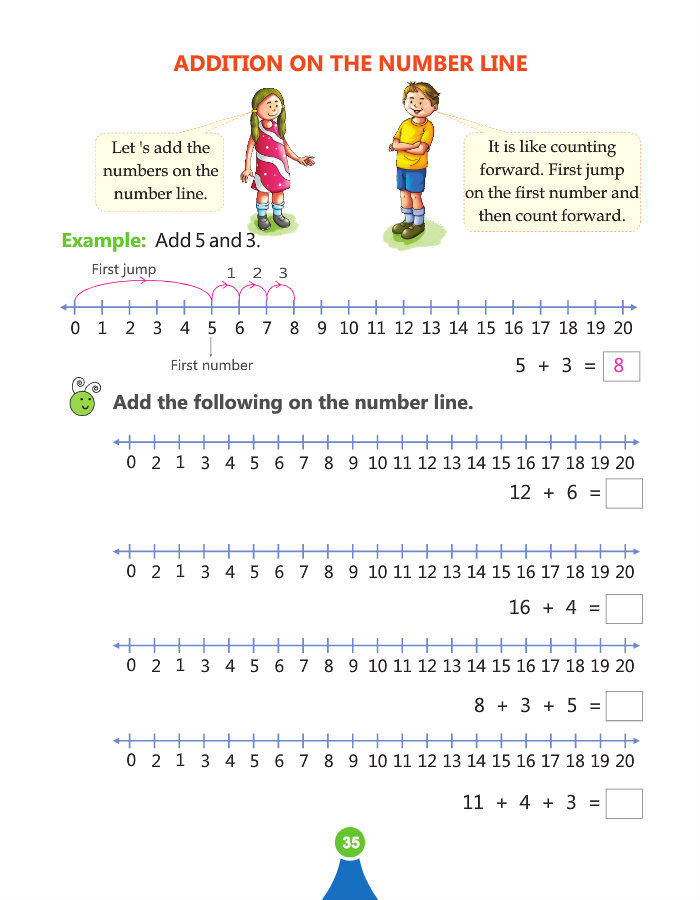 ADDITION ON THE NUMBER LINE
Let 's add the
numbers on the
number line.
It is like counting
forward. First jump
on the first number and
then count forward.
Example: Add 5 and 3.
First jump 1 2 3
0 1 2 3 4 5 6 7 8 9 10 11 12 13 14 15 16 17 18 19 20
First number
5 + 3 = 8
Add the following on the number line.
0 2 1 3 4 5 6 7 8 9 10 11 12 13 14 15 16 17 18 19 20
12 + 6 =
0 2 1 3 4 5 6 7 8 9 10 11 12 13 14 15 16 17 18 19 20
16 + 4 =
0 2 1 3 4 5 6 7 8 9 10 11 12 13 14 15 16 17 18 19 20
8 + 3 + 5 =
0 2 1 3 4 5 6 7 8 9 10 11 12 13 14 15 16 17 18 19 20
11 + 4 + 3 =
35